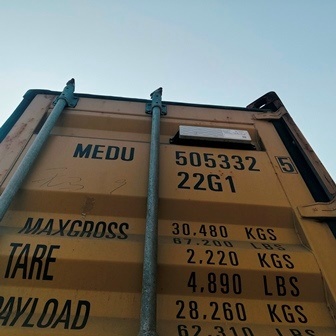 MEDU 505332 5
22G1
MAXGROSS 30,480 KGS
67,200 LBS
TARE 2,220 KGS
4,890 LBS
PAYLOAD 28,260 KGS
62,310 LBS